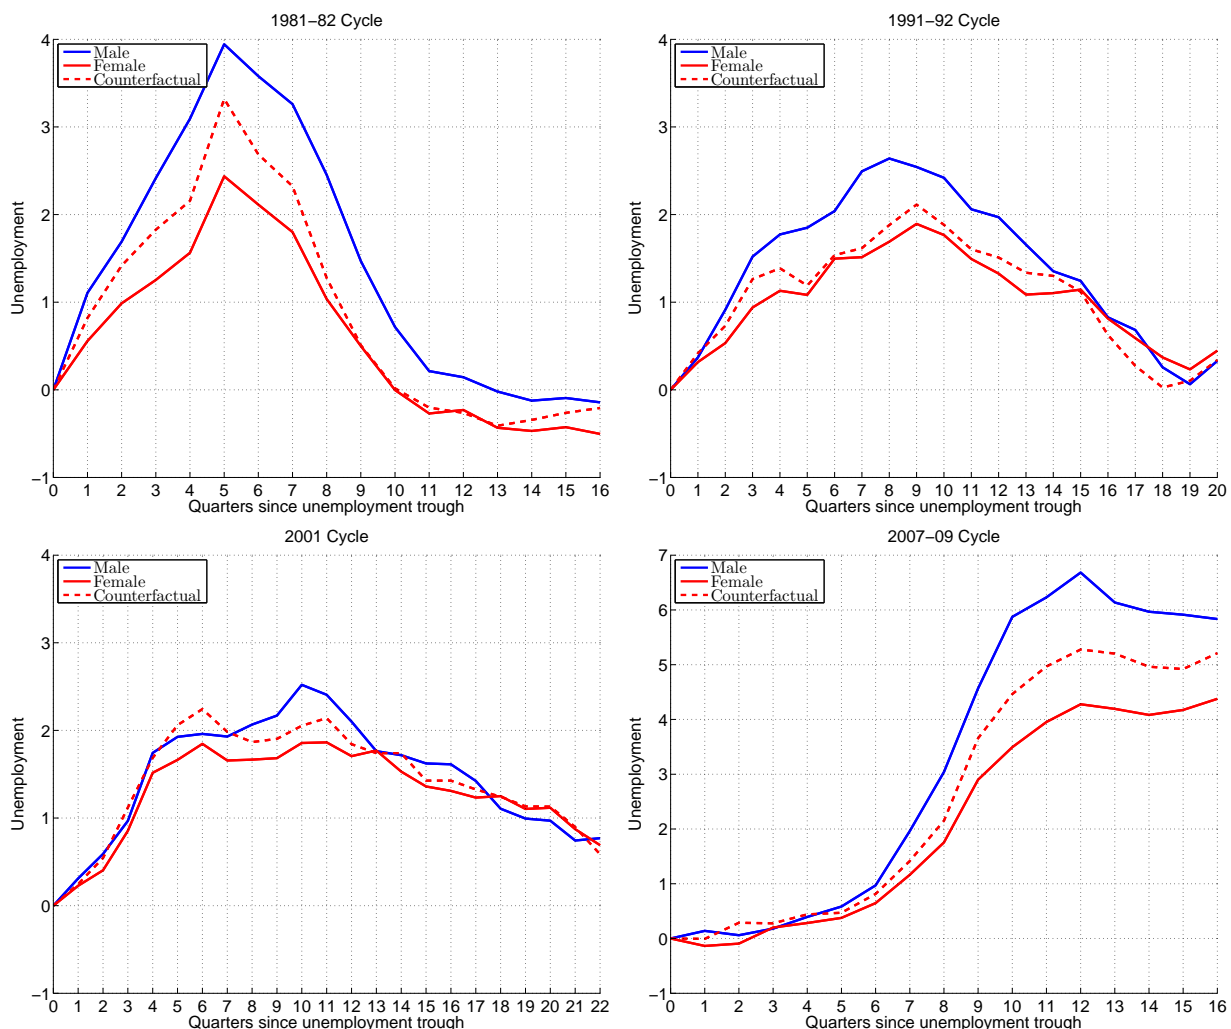 1981−82 Cycle
4
3
2
1
0
−1
Unemployment
Male
Female
Counterfactual
0 1 2 3 4 5 6 7 8 9 10 11 12 13 14 15 16
Quarters since unemployment trough
1991−92 Cycle
4
3
2
1
0
−1
Unemployment
Male
Female
Counterfactual
0 1 2 3 4 5 6 7 8 9 10 11 12 13 14 15 16 17 18 19 20
Quarters since unemployment trough
2001 Cycle
4
3
2
1
0
−1
Unemployment
Male
Female
Counterfactual
0 1 2 3 4 5 6 7 8 9 10 11 12 13 14 15 16 17 18 19 20 21 22
Quarters since unemployment trough
2007−09 Cycle
7
6
5
4
3
2
1
0
−1
Unemployment
Male
Female
Counterfactual
0 1 2 3 4 5 6 7 8 9 10 11 12 13 14 15 16
Quarters since unemployment trough